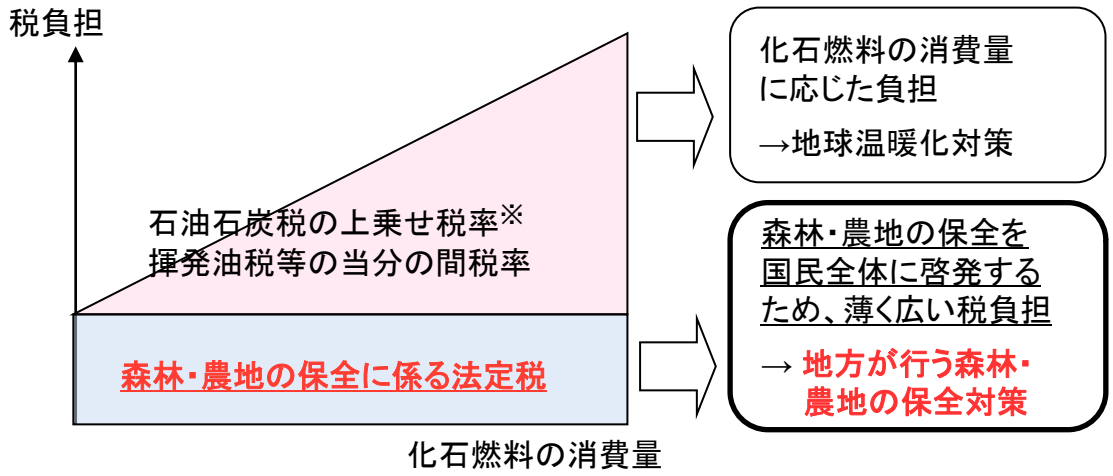 税負担
化石燃料の消費量
に応じた負担
→地球温暖化対策
石油石炭税の上乗せ税率※
揮発油税等の当分の間税率
森林・農地の保全を
国民全体に啓発する
ため、薄く広い税負担
→ 地方が行う森林・
農地の保全対策
森林・農地の保全に係る法定税
化石燃料の消費量